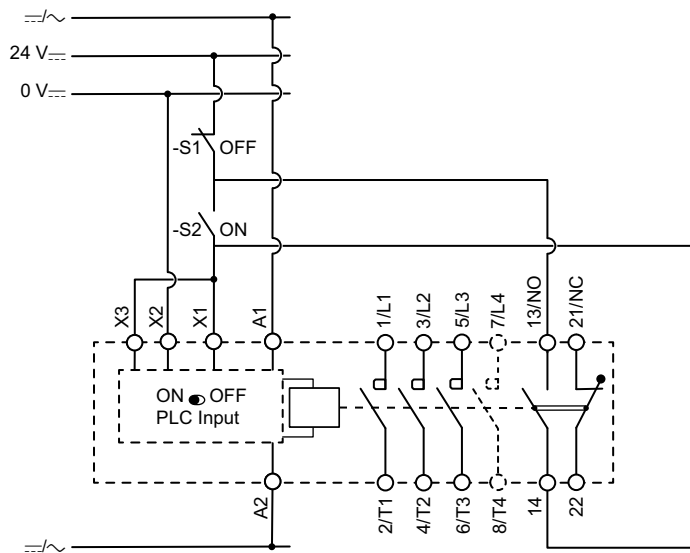 ⎓/∼
24 V⎓
0 V⎓
-S1 OFF
-S2 ON
X3
X2
X1
A1
1/L1
3/L2
5/L3
7/L4
13/NO
21/NC
ON OFF
PLC Input
A2
2/T1
4/T2
6/T3
8/T4
14
22
⎓/∼